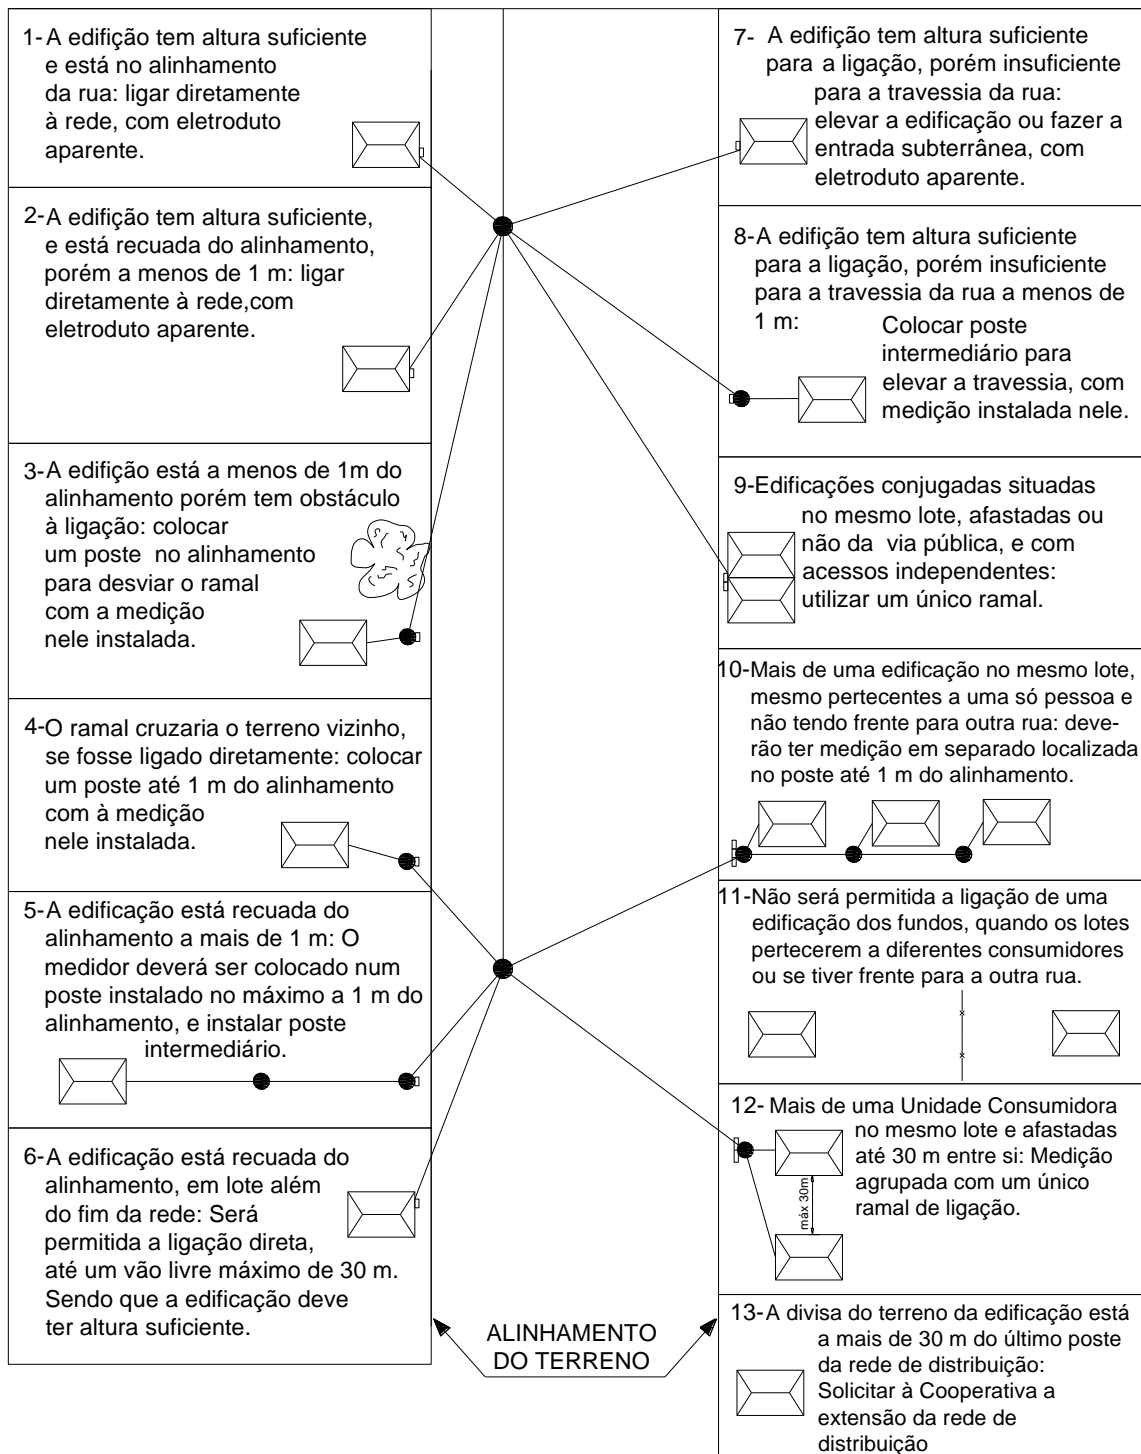 1- A edifição tem altura suficiente
e está no alinhamento
da rua: ligar diretamente
à rede, com eletroduto
aparente.
2-A edifição tem altura suficiente,
e está recuada do alinhamento,
porém a menos de 1 m: ligar
diretamente à rede,com
eletroduto aparente.
3-A edifição está a menos de 1m do
alinhamento porém tem obstáculo
à ligação: colocar
um poste no alinhamento
para desviar o ramal
com a medição
nele instalada.
4-O ramal cruzaria o terreno vizinho,
se fosse ligado diretamente: colocar
um poste até 1 m do alinhamento
com à medição
nele instalada.
5-A edificação está recuada do
alinhamento a mais de 1 m: O
medidor deverá ser colocado num
poste instalado no máximo a 1 m do
alinhamento, e instalar poste
intermediário.
6-A edificação está recuada do
alinhamento, em lote além
do fim da rede: Será
permitida a ligação direta,
até um vão livre máximo de 30 m.
Sendo que a edificação deve
ter altura suficiente.
ALINHAMENTO
DO TERRENO
7- A edifição tem altura suficiente
para a ligação, porém insuficiente
para a travessia da rua:
elevar a edificação ou fazer a
entrada subterrânea, com
eletroduto aparente.
8-A edifição tem altura suficiente
para a ligação, porém insuficiente
para a travessia da rua a menos de
1 m: Colocar poste
intermediário para
elevar a travessia, com
medição instalada nele.
9-Edificações conjugadas situadas
no mesmo lote, afastadas ou
não da via pública, e com
acessos independentes:
utilizar um único ramal.
10-Mais de uma edificação no mesmo lote,
mesmo pertecentes a uma só pessoa e
não tendo frente para outra rua: deve-
rão ter medição em separado localizada
no poste até 1 m do alinhamento.
11-Não será permitida a ligação de uma
edificação dos fundos, quando os lotes
pertecerem a diferentes consumidores
ou se tiver frente para a outra rua.
12- Mais de uma Unidade Consumidora
no mesmo lote e afastadas
até 30 m entre si: Medição
agrupada com um único
ramal de ligação.
máx 30m
13-A divisa do terreno da edificação está
a mais de 30 m do último poste
da rede de distribuição:
Solicitar à Cooperativa a
extensão da rede de
distribuição